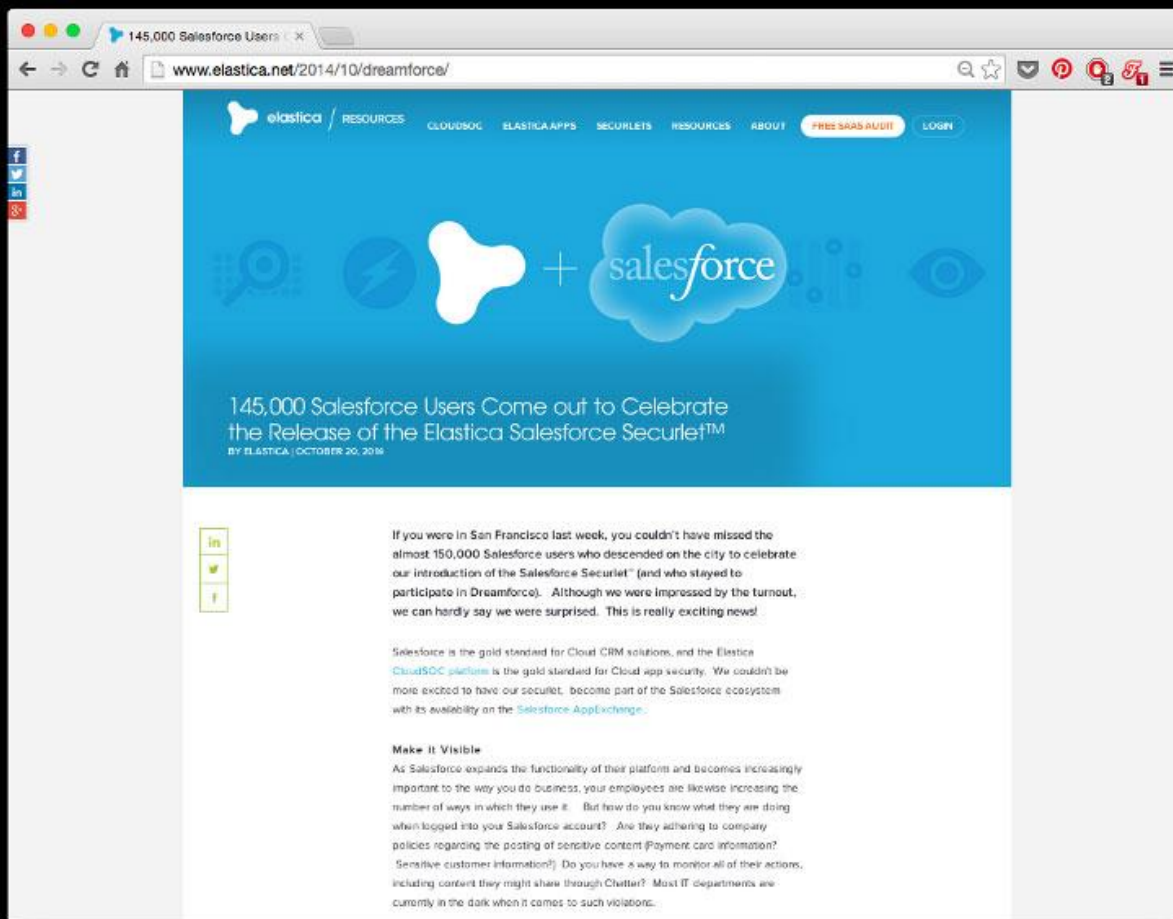 145,000 Salesforce Users
www.elastica.net/2014/10/dreamforce/
2
1
elastica / RESOURCES
CLOUDSOC ELASTICA APPS SECURLETS RESOURCES ABOUT FREE SAAS AUDIT LOGIN
f
in
g+
+ salesforce
145,000 Salesforce Users Come out to Celebrate
the Release of the Elastica Salesforce Securlet™
BY ELASTICA | OCTOBER 20, 2014
in
f
If you were in San Francisco last week, you couldn't have missed the
almost 150,000 Salesforce users who descended on the city to celebrate
our introduction of the Salesforce Securlet™ (and who stayed to
participate in Dreamforce). Although we were impressed by the turnout,
we can hardly say we were surprised. This is really exciting news!
Salesforce is the gold standard for Cloud CRM solutions, and the Elastica
CloudSOC platform is the gold standard for Cloud app security. We couldn't be
more excited to have our securlet, become part of the Salesforce ecosystem
with its availability on the Salesforce AppExchange.
Make it Visible
As Salesforce expands the functionality of their platform and becomes increasingly
important to the way you do business, your employees are likewise increasing the
number of ways in which they use it. But how do you know what they are doing
when logged into your Salesforce account? Are they adhering to company
policies regarding the posting of sensitive content (Payment card information?
Sensitive customer information?) Do you have a way to monitor all of their actions,
including content they might share through Chatter? Most IT departments are
currently in the dark when it comes to such violations.